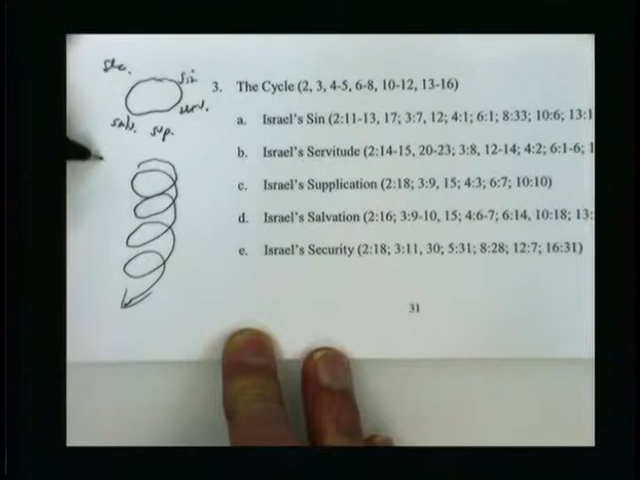 sec.
sin
3. The Cycle (2, 3, 4-5, 6-8, 10-12, 13-16)
serv.
salv.
sup.
a. Israel's Sin (2:11-13, 17; 3:7, 12; 4:1; 6:1; 8:33; 10:6; 13:1
b. Israel's Servitude (2:14-15, 20-23; 3:8, 12-14; 4:2; 6:1-6; 1
c. Israel's Supplication (2:18; 3:9, 15; 4:3; 6:7; 10:10)
d. Israel's Salvation (2:16; 3:9-10, 15; 4:6-7; 6:14, 10:18; 13:
e. Israel's Security (2:18; 3:11, 30; 5:31; 8:28; 12:7; 16:31)
31